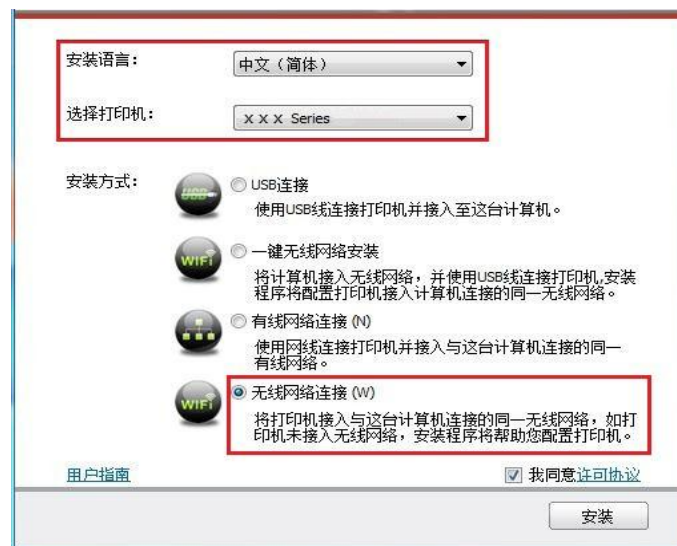 安装语言：
中文（简体）
选择打印机：
x x x Series
安装方式：
USB
USB连接
使用USB线连接打印机并接入至这台计算机。
WiFi
一键无线网络安装
将计算机接入无线网络，并使用USB线连接打印机,安装
程序将配置打印机接入计算机连接的同一无线网络。
有线网络连接 (N)
使用网线连接打印机并接入与这台计算机连接的同一
有线网络。
WiFi
无线网络连接 (W)
将打印机接入与这台计算机连接的同一无线网络，如打
印机未接入无线网络，安装程序将帮助您配置打印机。
用户指南
我同意许可协议
安装